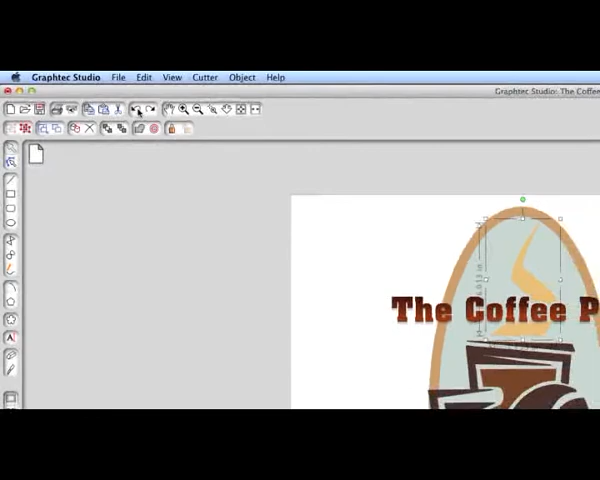 Graphtec Studio File Edit View Cutter Object Help
Graphtec Studio: The Coffee
The Coffee P